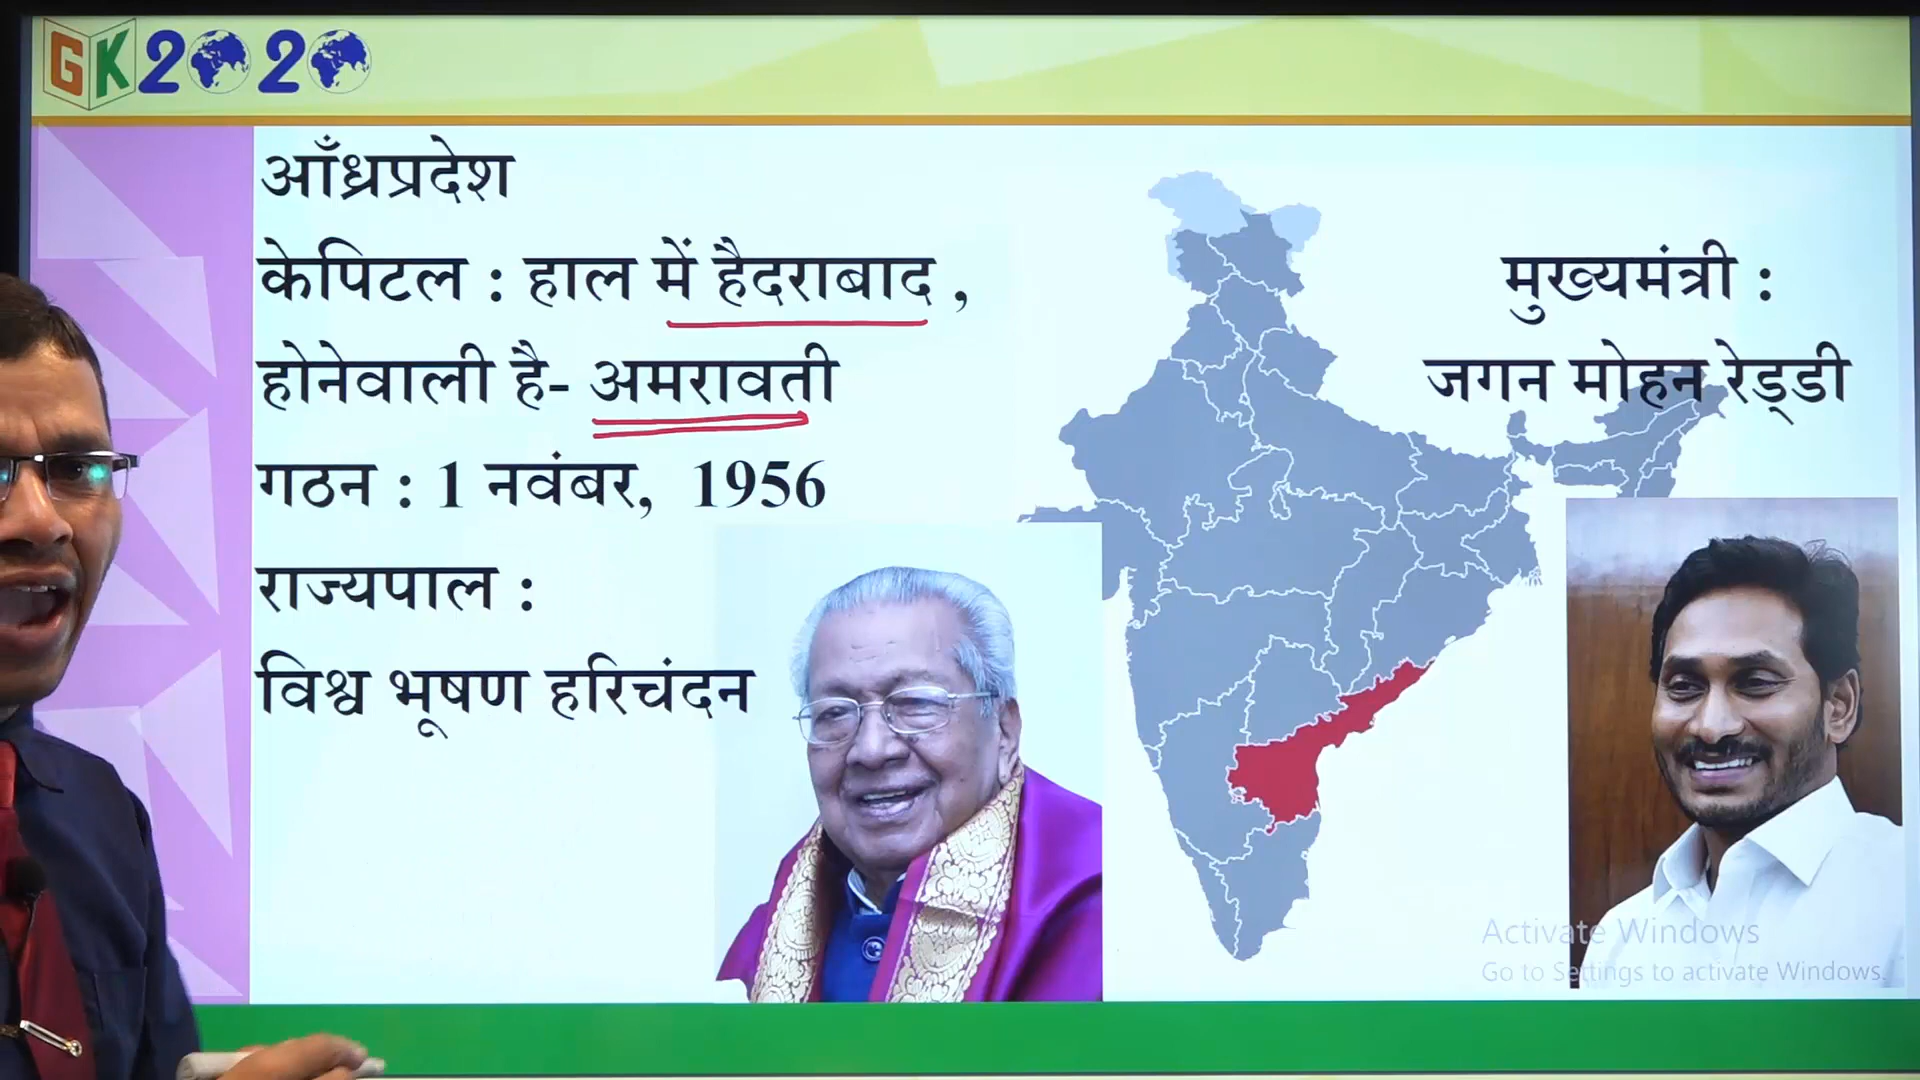 GK2020
आँध्रप्रदेश
केपिटल : हाल में हैदराबाद ,
होनेवाली है- अमरावती
गठन : 1 नवंबर, 1956
राज्यपाल :
विश्व भूषण हरिचंदन
मुख्यमंत्री :
जगन मोहन रेड्डी
Activate Windows
Go to Settings to activate Windows.